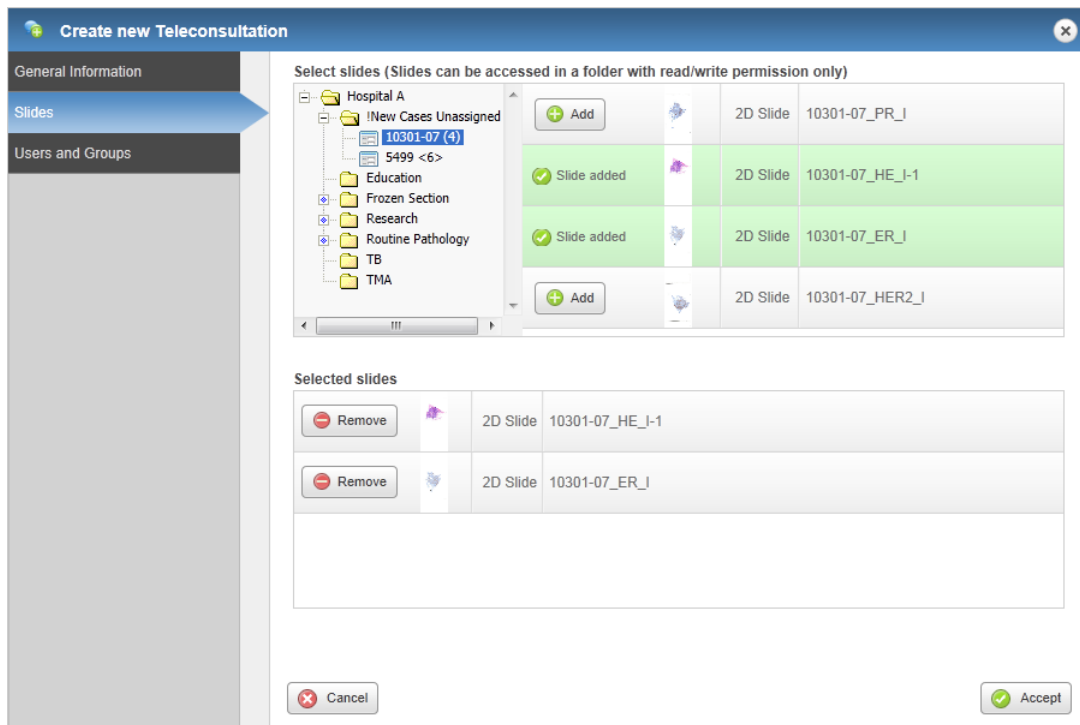 Create new Teleconsultation
General Information
Slides
Users and Groups
Select slides (Slides can be accessed in a folder with read/write permission only)
Hospital A
!New Cases Unassigned
10301-07 (4)
5499 <6>
Education
Frozen Section
Research
Routine Pathology
TB
TMA
Add 2D Slide 10301-07_PR_I
Slide added 2D Slide 10301-07_HE_I-1
Slide added 2D Slide 10301-07_ER_I
Add 2D Slide 10301-07_HER2_I
Selected slides
Remove 2D Slide 10301-07_HE_I-1
Remove 2D Slide 10301-07_ER_I
Cancel
Accept